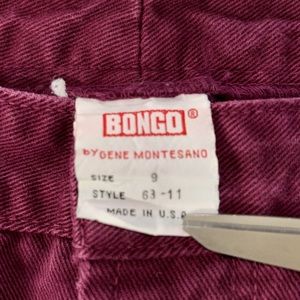 BONGO®
BY GENE MONTESANO
SIZE 9
STYLE 63-11
MADE IN U.S.